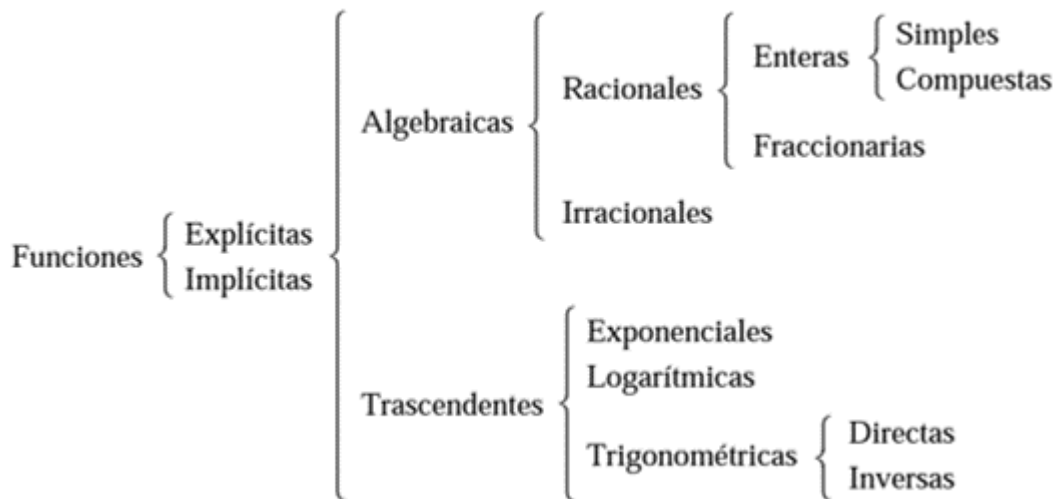 Funciones
Explícitas
Implícitas
Algebraicas
Racionales
Enteras
Simples
Compuestas
Fraccionarias
Irracionales
Trascendentes
Exponenciales
Logarítmicas
Trigonométricas
Directas
Inversas